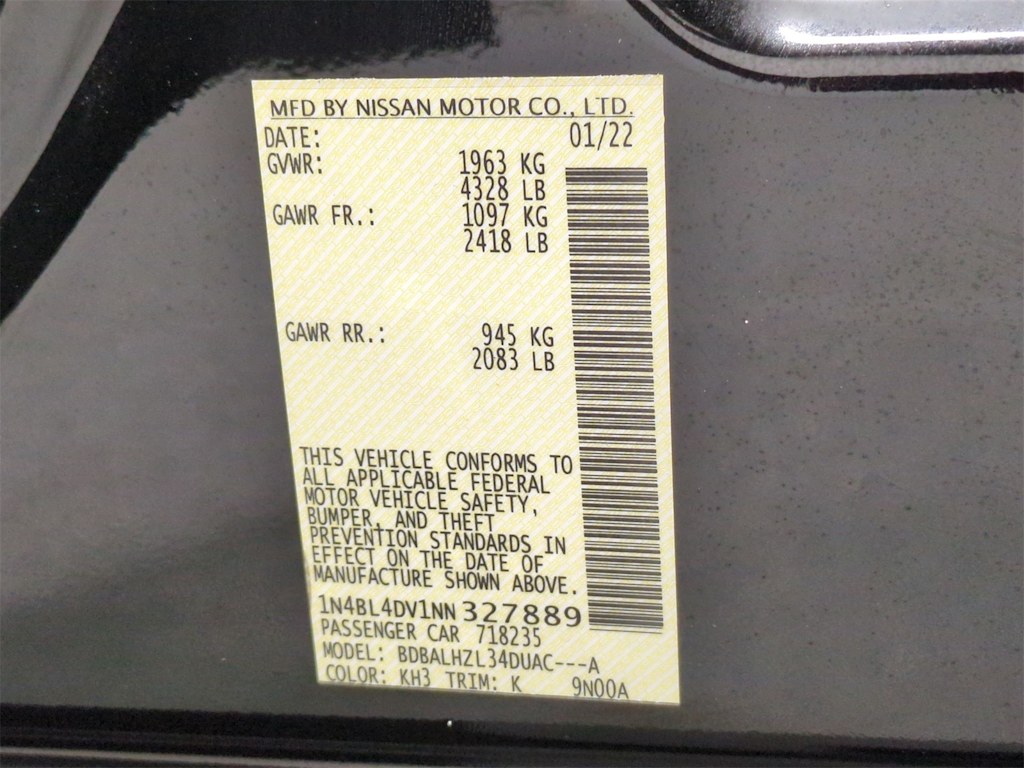 MFD BY NISSAN MOTOR CO., LTD.
DATE: 01/22
GVWR: 1963 KG
4328 LB
GAWR FR.: 1097 KG
2418 LB
GAWR RR.: 945 KG
2083 LB
THIS VEHICLE CONFORMS TO
ALL APPLICABLE FEDERAL
MOTOR VEHICLE SAFETY,
BUMPER, AND THEFT
PREVENTION STANDARDS IN
EFFECT ON THE DATE OF
MANUFACTURE SHOWN ABOVE.
1N4BL4DV1NN327889
PASSENGER CAR 718235
MODEL: BDBALHZL34DUAC---A
COLOR: KH3 TRIM: K 9N00A